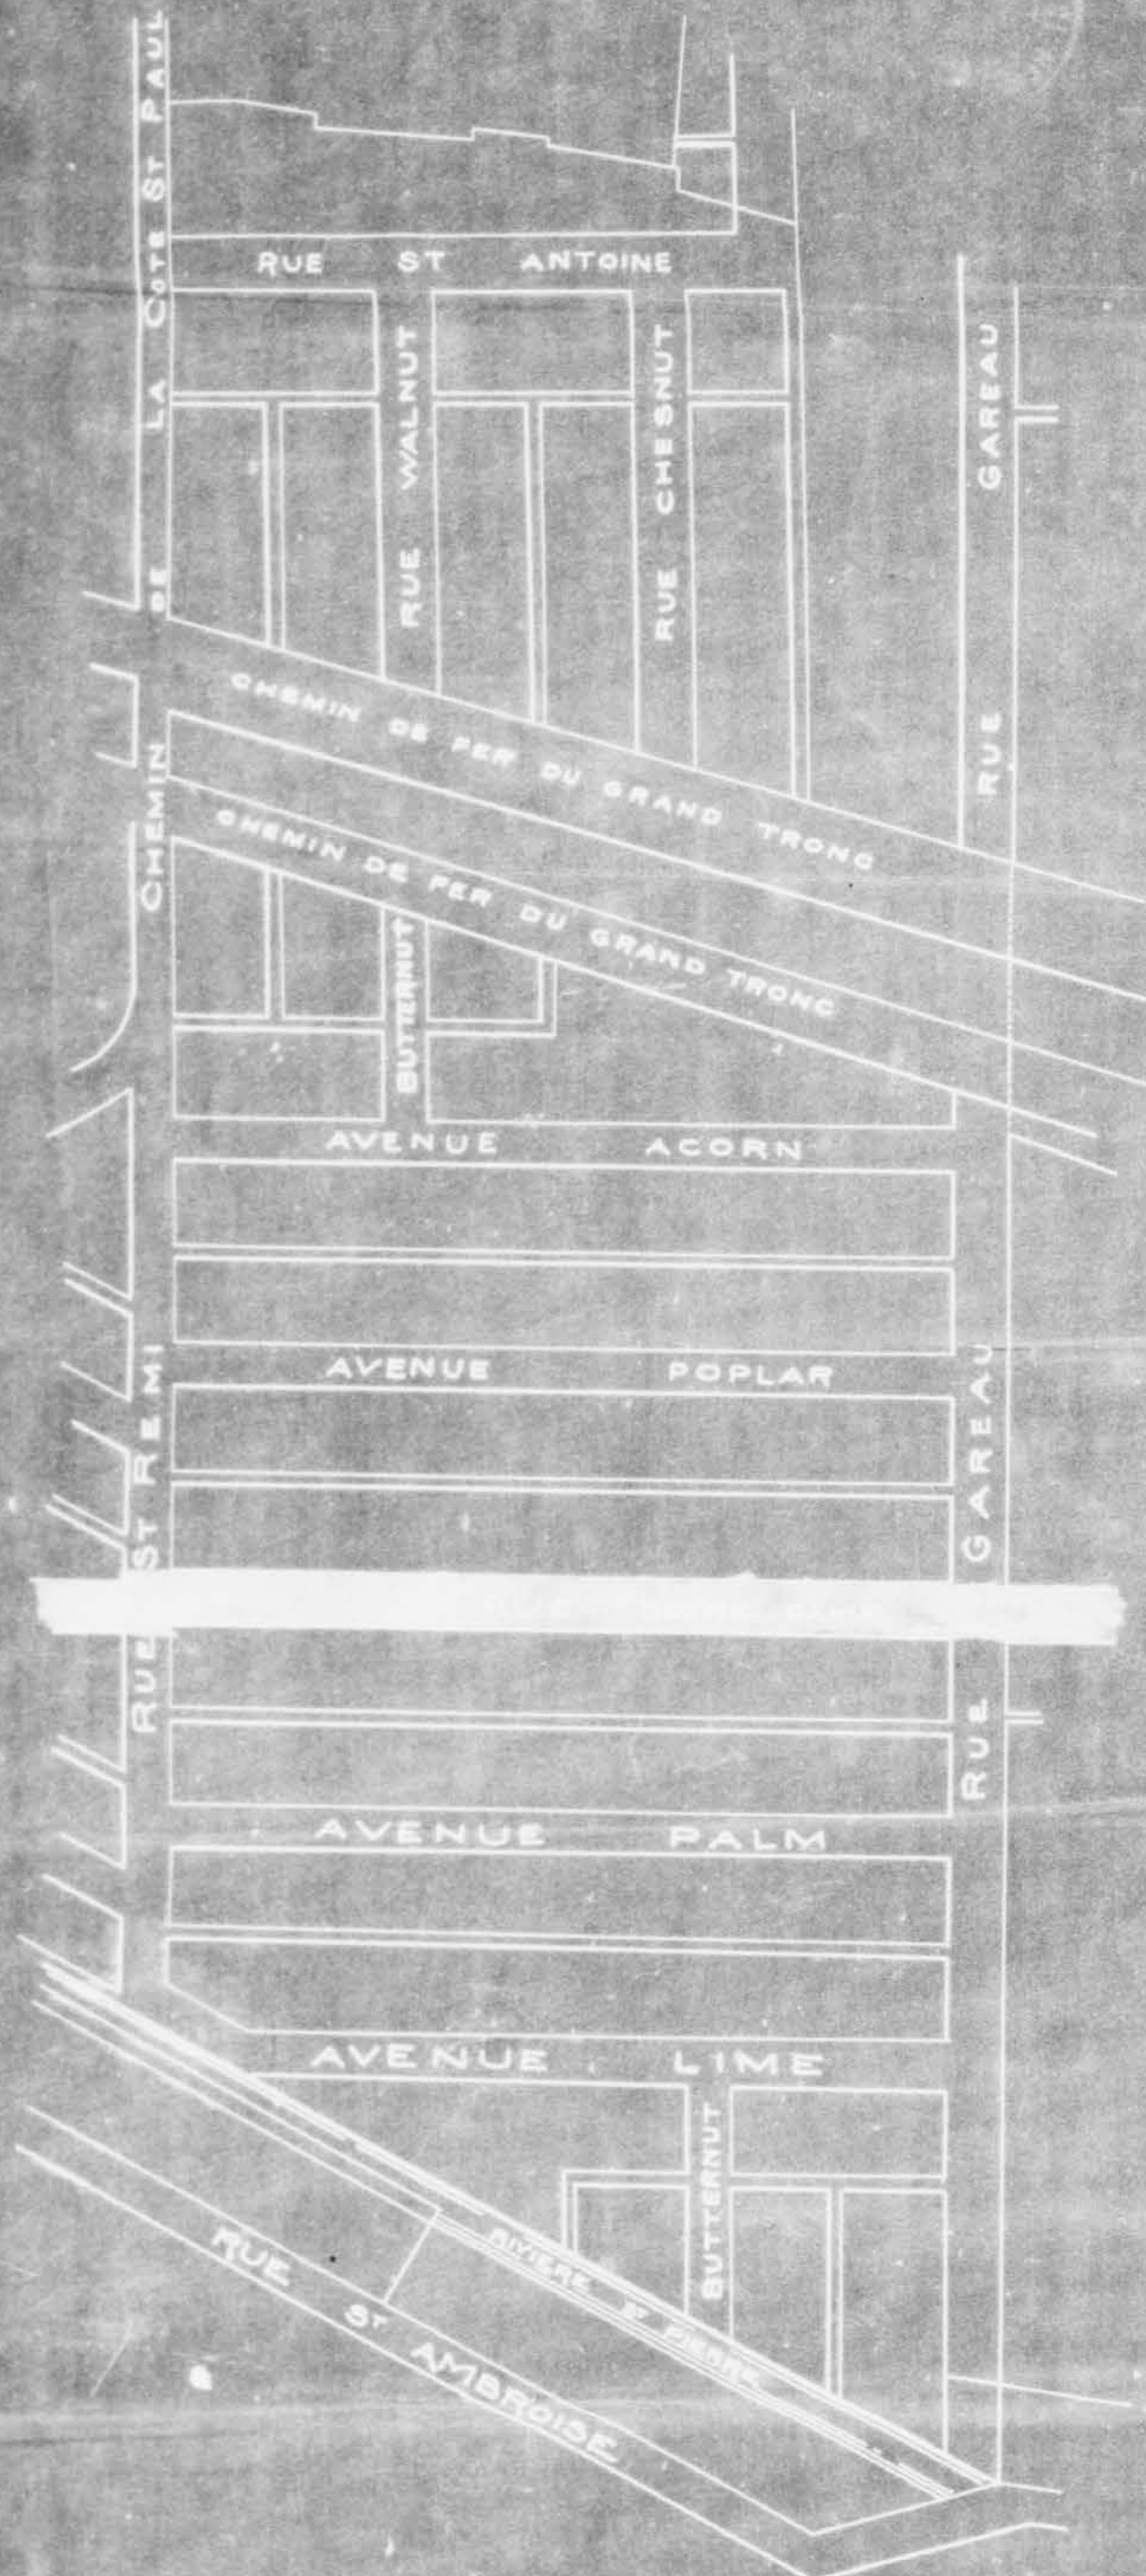 CHEMIN DE LA COTE ST PAUL
RUE ST ANTOINE
RUE WALNUT
RUE CHESNUT
RUE GAREAU
CHEMIN DE FER DU GRAND TRONC
CHEMIN DE FER DU GRAND TRONC
BUTTERNUT
AVENUE ACORN
AVENUE POPLAR
RUE ST REMI
RUE GAREAU
AVENUE PALM
AVENUE LIME
BUTTERNUT
RIVIERE ST PIERRE
RUE ST AMBROISE